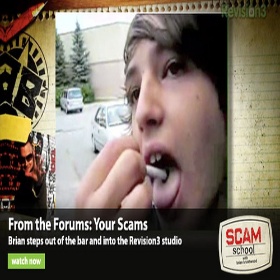 Revision3
From the Forums: Your Scams
Brian steps out of the bar and into the Revision3 studio
watch now
SCAM
school